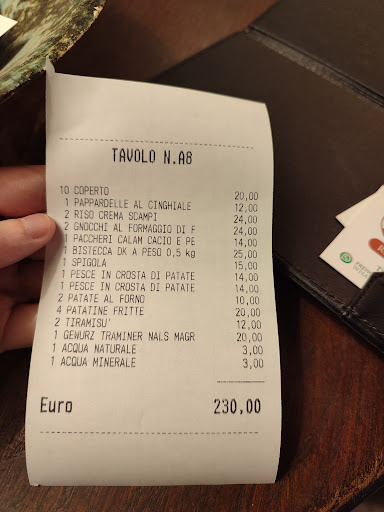 TAVOLO N.A8
10 COPERTO 20,00
1 PAPPARDELLE AL CINGHIALE 12,00
2 RISO CREMA SCAMPI 24,00
2 GNOCCHI AL FORMAGGIO DI F 24,00
1 PACCHERI CALAM CACIO E PE 14,00
1 BISTECCA DK A PESO 0,5 kg 25,00
1 SPIGOLA 15,00
1 PESCE IN CROSTA DI PATATE 14,00
1 PESCE IN CROSTA DI PATATE 14,00
2 PATATE AL FORNO 10,00
4 PATATINE FRITTE 20,00
2 TIRAMISU' 12,00
1 GEWURZ TRAMINER NALS MAGR 20,00
1 ACQUA NATURALE 3,00
1 ACQUA MINERALE 3,00
Euro 230,00